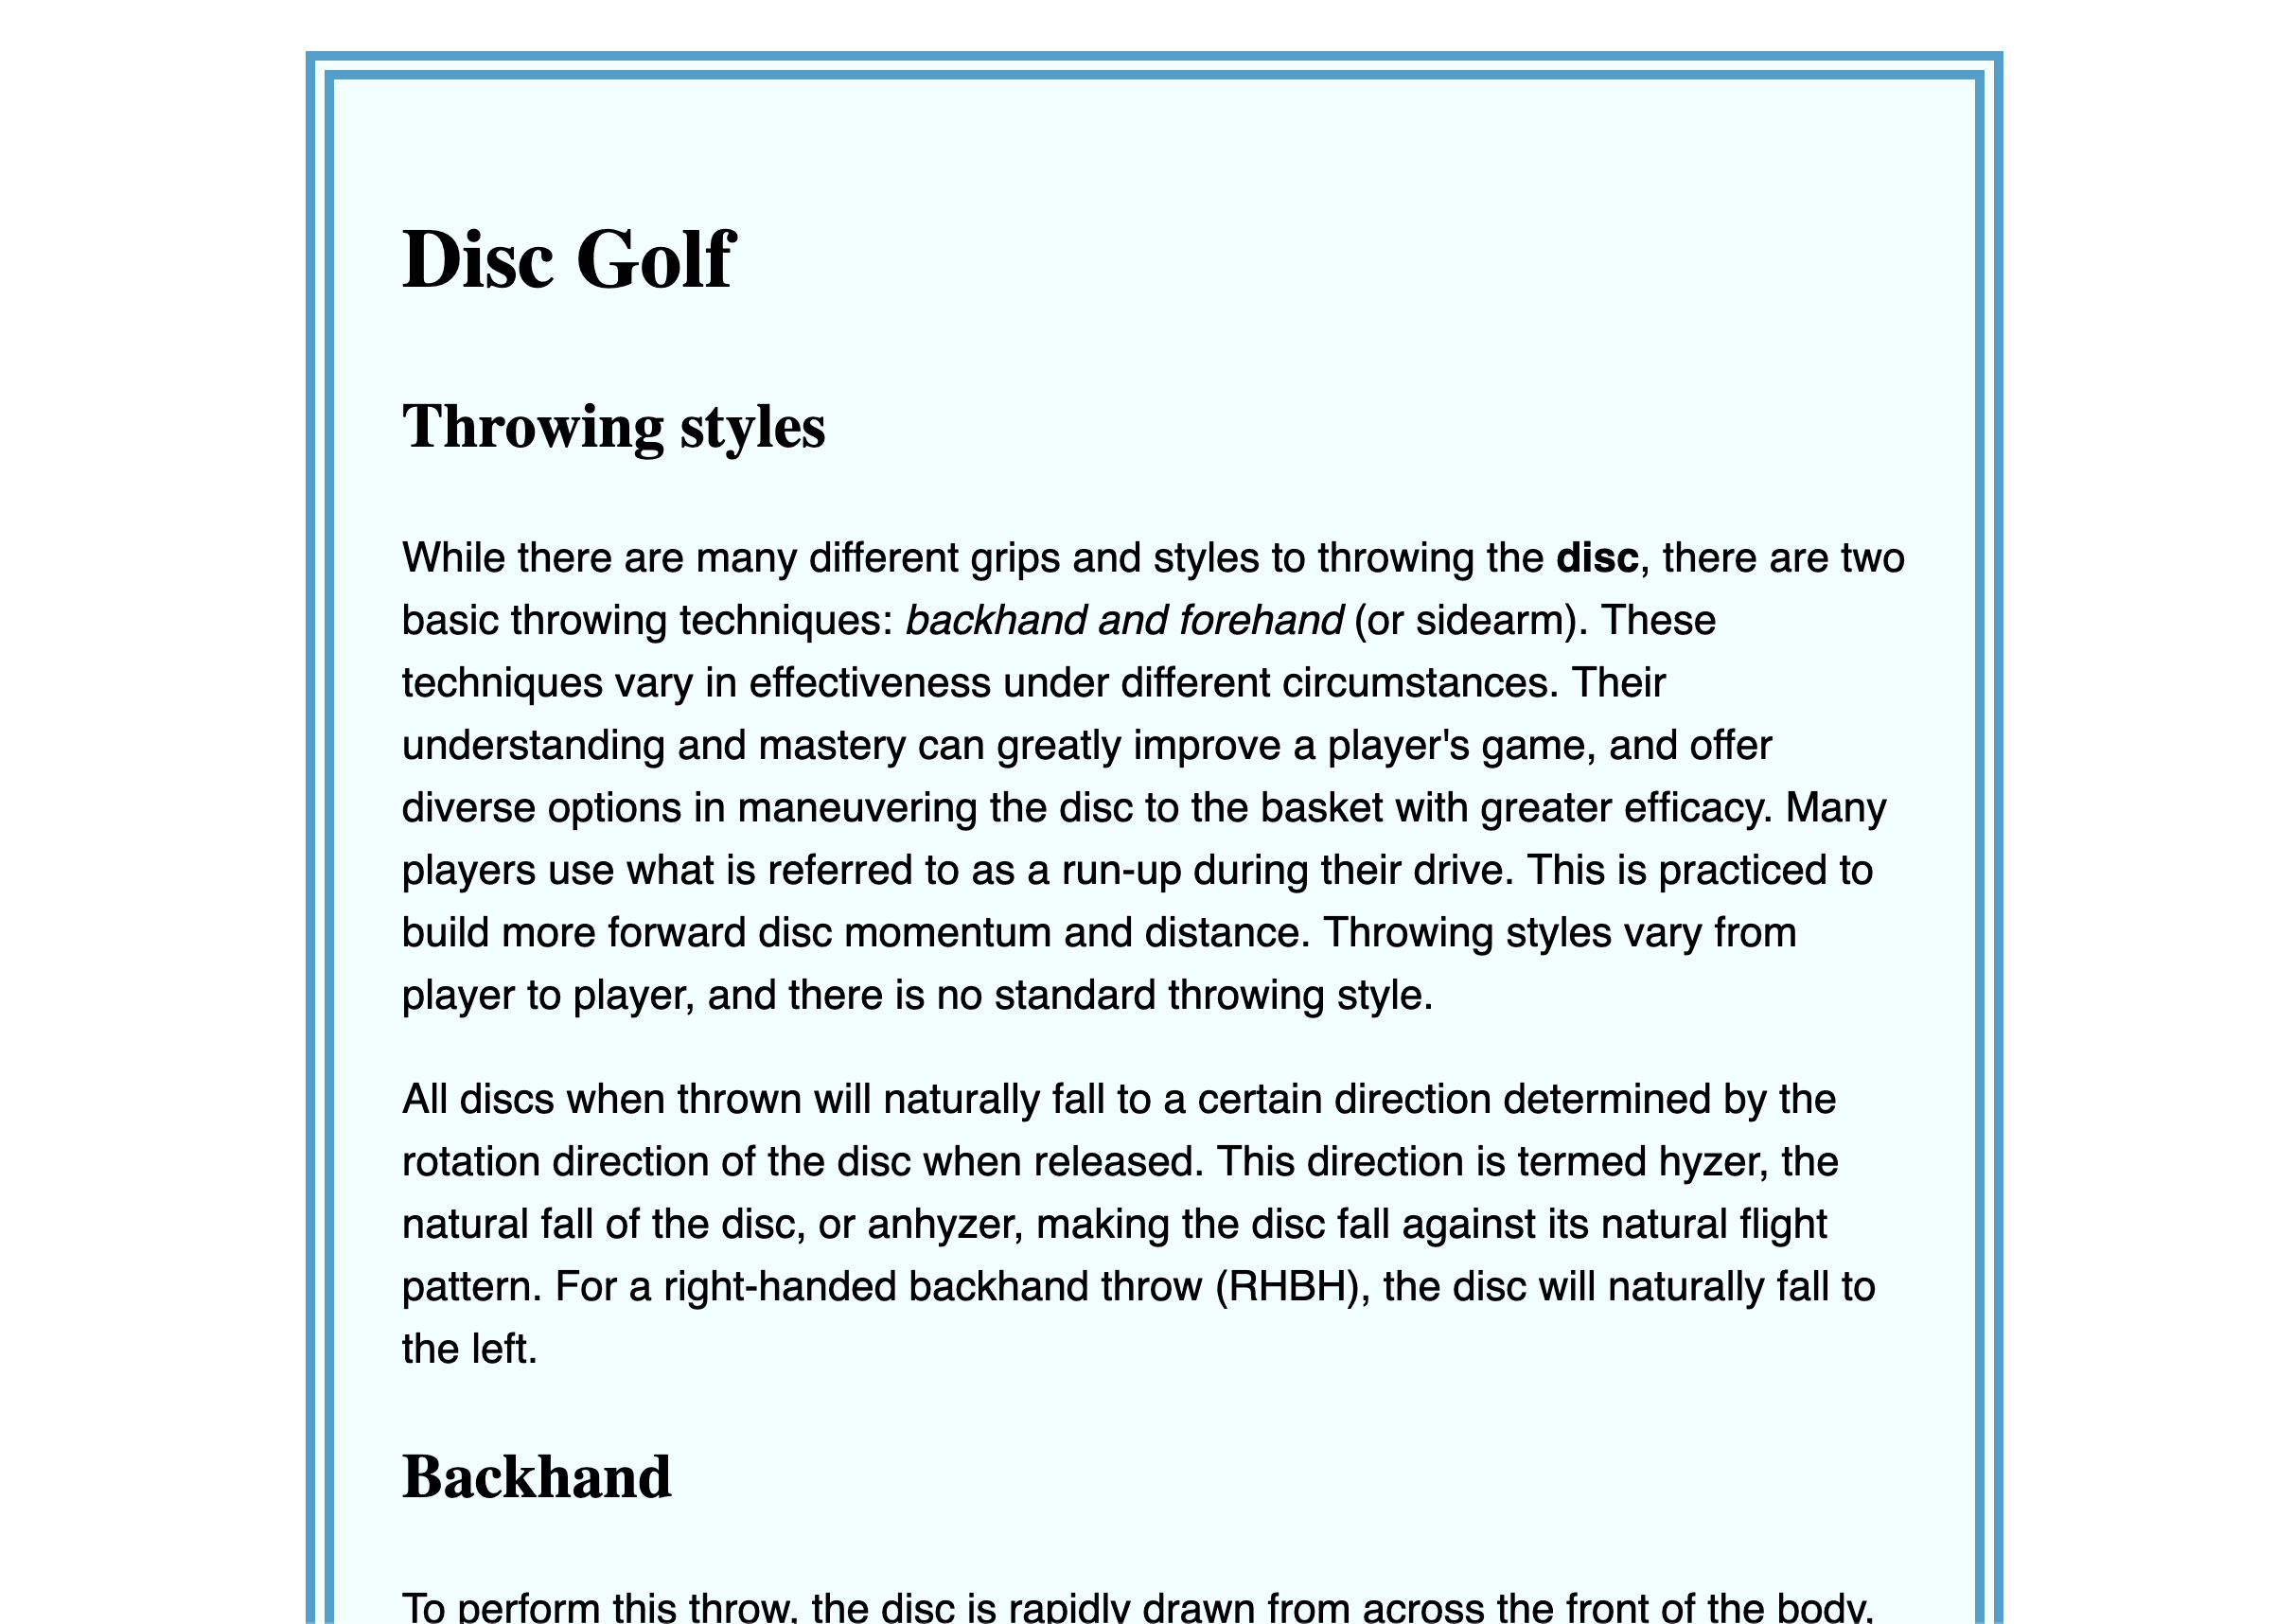 Disc Golf
Throwing styles
While there are many different grips and styles to throwing the disc, there are two
basic throwing techniques: backhand and forehand (or sidearm). These
techniques vary in effectiveness under different circumstances. Their
understanding and mastery can greatly improve a player's game, and offer
diverse options in maneuvering the disc to the basket with greater efficacy. Many
players use what is referred to as a run-up during their drive. This is practiced to
build more forward disc momentum and distance. Throwing styles vary from
player to player, and there is no standard throwing style.
All discs when thrown will naturally fall to a certain direction determined by the
rotation direction of the disc when released. This direction is termed hyzer, the
natural fall of the disc, or anhyzer, making the disc fall against its natural flight
pattern. For a right-handed backhand throw (RHBH), the disc will naturally fall to
the left.
Backhand
To perform this throw, the disc is rapidly drawn from across the front of the body,